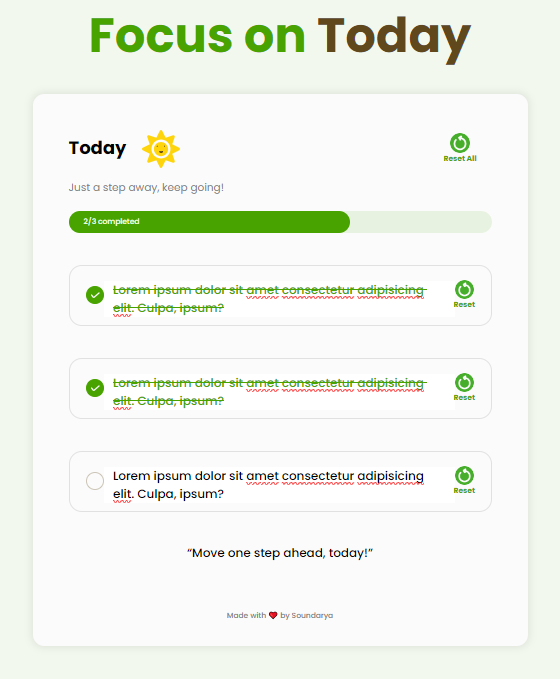 Focus on Today
Today
Reset All
Just a step away, keep going!
2/3 completed
Lorem ipsum dolor sit amet consectetur adipisicing
elit. Culpa, ipsum?
Reset
Lorem ipsum dolor sit amet consectetur adipisicing
elit. Culpa, ipsum?
Reset
Lorem ipsum dolor sit amet consectetur adipisicing
elit. Culpa, ipsum?
Reset
“Move one step ahead, today!”
Made with ❤️ by Soundarya